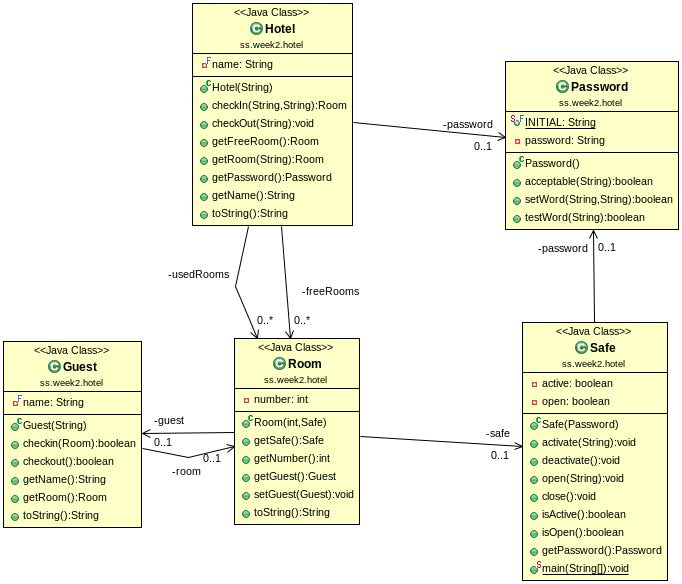 <<Java Class>>
Hotel
ss.week2.hotel
name: String
Hotel(String)
checkIn(String,String):Room
checkOut(String):void
getFreeRoom():Room
getRoom(String):Room
getPassword():Password
getName():String
toString():String
<<Java Class>>
Password
ss.week2.hotel
INITIAL: String
password: String
Password()
acceptable(String):boolean
setWord(String,String):boolean
testWord(String):boolean
-password
0..1
-usedRooms
0..*
-freeRooms
0..*
-password
0..1
<<Java Class>>
Guest
ss.week2.hotel
name: String
Guest(String)
checkin(Room):boolean
checkout():boolean
getName():String
getRoom():Room
toString():String
-guest
0..1
-room
0..1
<<Java Class>>
Room
ss.week2.hotel
number: int
Room(int,Safe)
getSafe():Safe
getNumber():int
getGuest():Guest
setGuest(Guest):void
toString():String
-safe
0..1
<<Java Class>>
Safe
ss.week2.hotel
active: boolean
open: boolean
Safe(Password)
activate(String):void
deactivate():void
open(String):void
close():void
isActive():boolean
isOpen():boolean
getPassword():Password
main(String[]):void